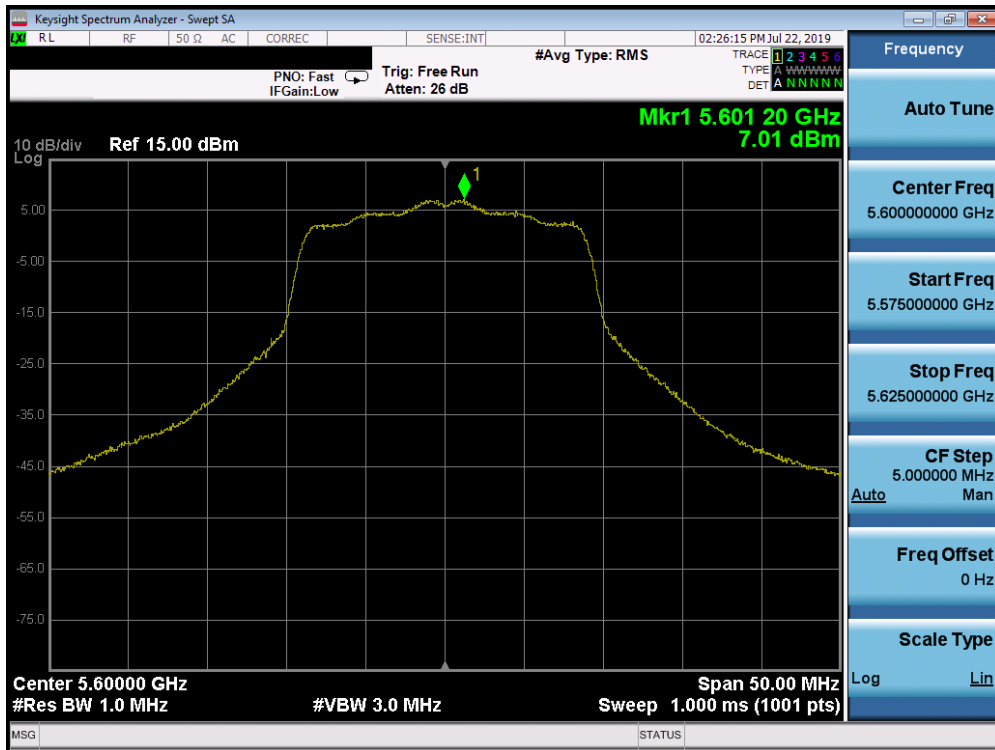 Keysight Spectrum Analyzer - Swept SA
LXI RL RF 50 Ω AC CORREC SENSE:INT 02:26:15 PM Jul 22, 2019
#Avg Type: RMS
TRACE 1 2 3 4 5 6
TYPE A WWWWW
DET A N N N N N
PNO: Fast
IFGain:Low
Trig: Free Run
Atten: 26 dB
Mkr1 5.601 20 GHz
7.01 dBm
10 dB/div Ref 15.00 dBm
Log
1
5.00
-5.00
-15.0
-25.0
-35.0
-45.0
-55.0
-65.0
-75.0
Center 5.60000 GHz Span 50.00 MHz
#Res BW 1.0 MHz #VBW 3.0 MHz Sweep 1.000 ms (1001 pts)
MSG STATUS
Frequency
Auto Tune
Center Freq
5.600000000 GHz
Start Freq
5.575000000 GHz
Stop Freq
5.625000000 GHz
CF Step
5.000000 MHz
Auto Man
Freq Offset
0 Hz
Scale Type
Log Lin